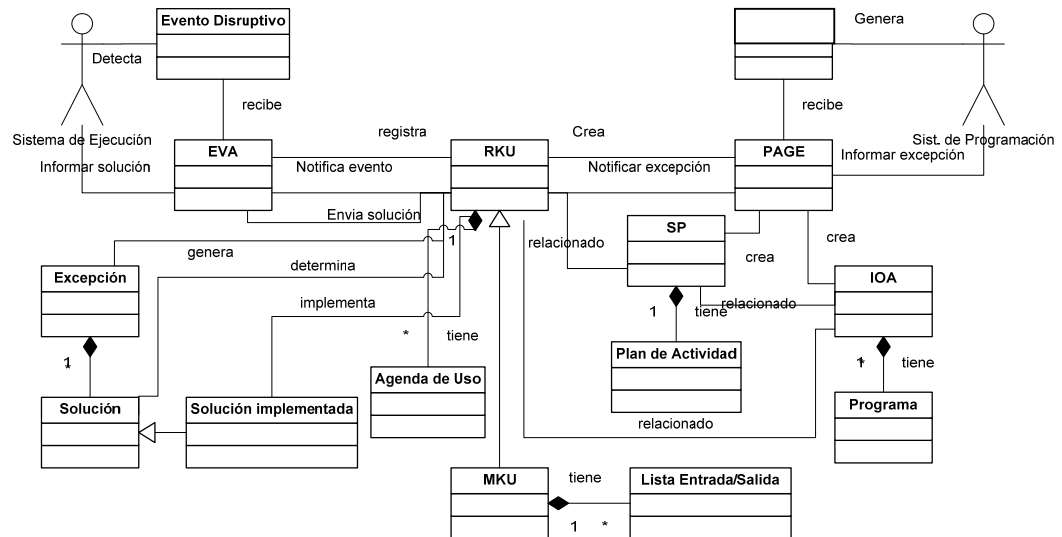 Evento Disruptivo
Genera
Detecta
recibe
recibe
Sistema de Ejecución
registra
Crea
Sist. de Programación
EVA
RKU
PAGE
Informar solución
Notifica evento
Notificar excepción
Informar excepción
Envia solución
SP
1
relacionado
crea
genera
determina
crea
Excepción
IOA
implementa
1
tiene
relacionado
*
tiene
Plan de Actividad
1
*
1
*
tiene
Agenda de Uso
Solución
Solución implementada
Programa
relacionado
MKU
tiene
Lista Entrada/Salida
1
*